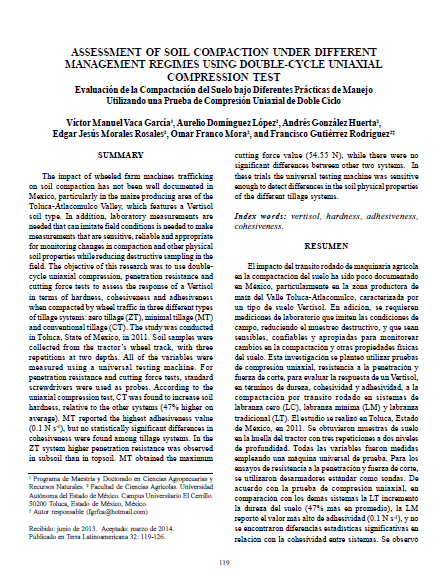 ASSESSMENT OF SOIL COMPACTION UNDER DIFFERENT
MANAGEMENT REGIMES USING DOUBLE-CYCLE UNIAXIAL
COMPRESSION TEST
Evaluación de la Compactación del Suelo bajo Diferentes Prácticas de Manejo
Utilizando una Prueba de Compresión Uniaxial de Doble Ciclo
Víctor Manuel Vaca García¹, Aurelio Domínguez López², Andrés González Huerta²,
Edgar Jesús Morales Rosales², Omar Franco Mora², and Francisco Gutiérrez Rodríguez²‡
SUMMARY
The impact of wheeled farm machines trafficking
on soil compaction has not been well documented in
Mexico, particularly in the maize producing area of the
Toluca-Atlacomulco Valley, which features a Vertisol
soil type. In addition, laboratory measurements are
needed that can imitate field conditions is needed to make
measurements that are sensitive, reliable and appropriate
for monitoring changes in compaction and other physical
soil properties while reducing destructive sampling in the
field. The objective of this research was to use double-
cycle uniaxial compression, penetration resistance and
cutting force tests to assess the response of a Vertisol
in terms of hardness, cohesiveness and adhesiveness
when compacted by wheel traffic in three different types
of tillage systems: zero tillage (ZT), minimal tillage (MT)
and conventional tillage (CT). The study was conducted
in Toluca, State of Mexico, in 2011. Soil samples were
collected from the tractor's wheel track, with three
repetitions at two depths. All of the variables were
measured using a universal testing machine. For
penetration resistance and cutting force tests, standard
screwdrivers were used as probes. According to the
uniaxial compression test, CT was found to increase soil
hardness, relative to the other systems (47% higher on
average). MT reported the highest adhesiveness value
(0.1 N s⁻¹), but no statistically significant differences in
cohesiveness were found among tillage systems. In the
ZT system higher penetration resistance was observed
in subsoil than in topsoil. MT obtained the maximum
¹ Programa de Maestría y Doctorado en Ciencias Agropecuarias y
Recursos Naturales. ² Facultad de Ciencias Agrícolas. Universidad
Autónoma del Estado de México. Campus Universitario El Cerrillo.
50200 Toluca, Estado de México, México.
‡ Autor responsable (fgrfca@hotmail.com)
Recibido: junio de 2013. Aceptado: marzo de 2014.
Publicado en Terra Latinoamericana 32: 119-126.
cutting force value (54.55 N), while there were no
significant differences between other two systems. In
these trials the universal testing machine was sensitive
enough to detect differences in the soil physical properties
of the different tillage systems.
Index words: vertisol, hardness, adhesiveness,
cohesiveness.
RESUMEN
El impacto del tránsito rodado de maquinaria agrícola
en la compactación del suelo ha sido poco documentado
en México, particularmente en la zona productora de
maíz del Valle Toluca-Atlacomulco, caracterizada por
un tipo de suelo Vertisol. En adición, se requieren
mediciones de laboratorio que imiten las condiciones de
campo, reduciendo el muestreo destructivo, y que sean
sensibles, confiables y apropiadas para monitorear
cambios en la compactación y otras propiedades físicas
del suelo. Esta investigación se planteó utilizar pruebas
de compresión uniaxial, resistencia a la penetración y
fuerza de corte, para evaluar la respuesta de un Vertisol,
en términos de dureza, cohesividad y adhesividad, a la
compactación por tránsito rodado en sistemas de
labranza cero (LC), labranza mínima (LM) y labranza
tradicional (LT). El estudio se realizó en Toluca, Estado
de México, en 2011. Se obtuvieron muestras de suelo
en la huella del tractor con tres repeticiones a dos niveles
de profundidad. Todas las variables fueron medidas
empleando una máquina universal de prueba. Para los
ensayos de resistencia a la penetración y fuerza de corte,
se utilizaron desarmadores estándar como sondas. De
acuerdo con la prueba de compresión uniaxial, en
comparación con los demás sistemas la LT incrementó
la dureza del suelo (47% más en promedio), la LM
reportó el valor más alto de adhesividad (0.1 N s⁻¹), y no
se encontraron diferencias estadísticas significativas en
relación con la cohesividad entre sistemas. Se observó
119